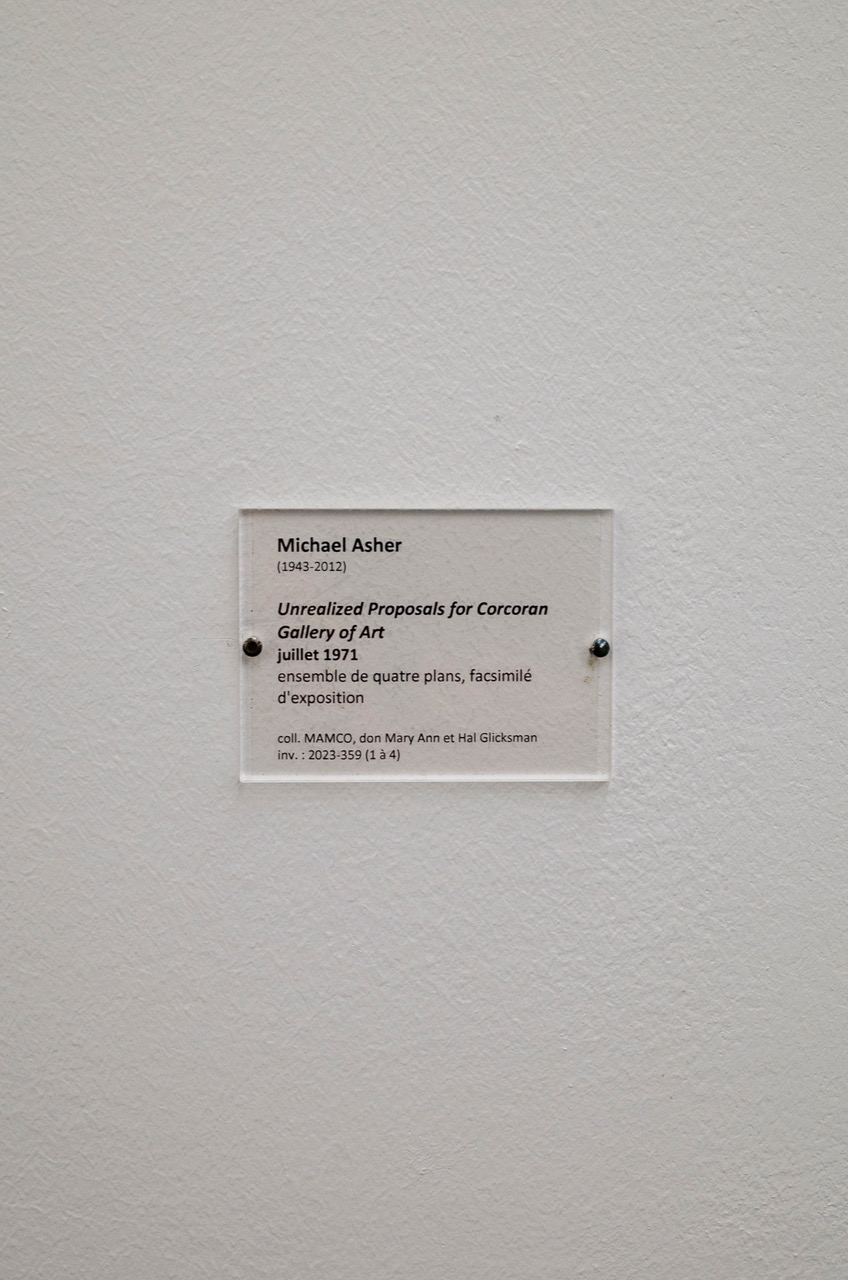 Michael Asher
(1943-2012)
Unrealized Proposals for Corcoran
Gallery of Art
juillet 1971
ensemble de quatre plans, facsimilé
d'exposition
coll. MAMCO, don Mary Ann et Hal Glicksman
inv. : 2023-359 (1 à 4)